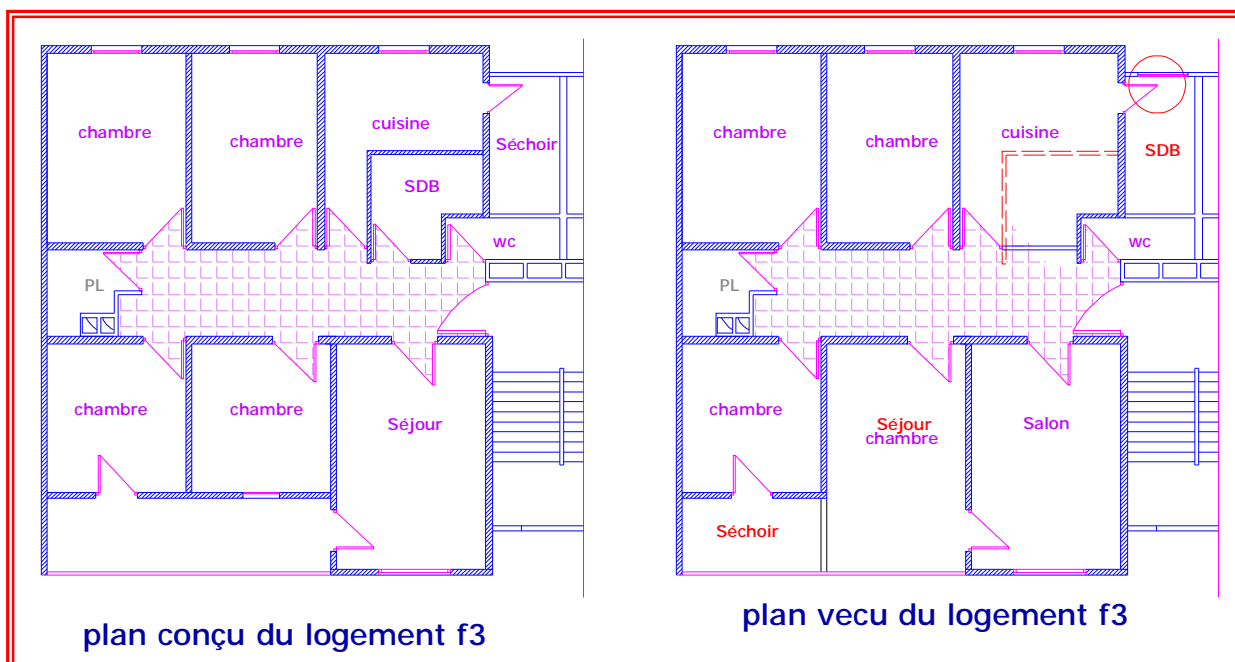 chambre
chambre
cuisine
Séchoir
SDB
wc
PL
chambre
chambre
Séjour
plan conçu du logement f3
chambre
chambre
cuisine
SDB
wc
PL
chambre
Séjour
chambre
Salon
Séchoir
plan vecu du logement f3